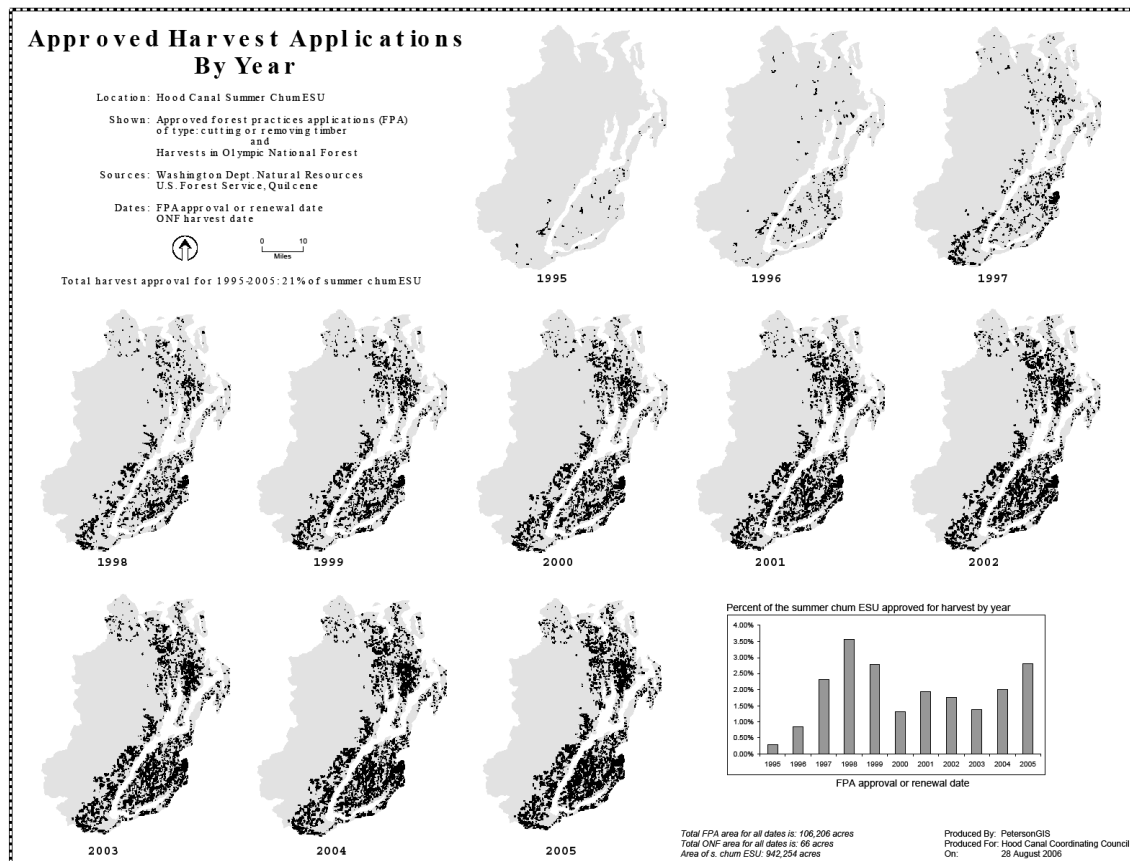 Approved Harvest Applications
By Year
Location: Hood Canal Summer Chum ESU
Shown: Approved forest practices applications (FPA)
of type: cutting or removing timber
and
Harvests in Olympic National Forest
Sources: Washington Dept. Natural Resources
U.S. Forest Service, Quilcene
Dates: FPA approval or renewal date
ONF harvest date
0 10
Miles
Total harvest approval for 1995-2005: 21% of summer chum ESU
1995
1996
1997
1998
1999
2000
2001
2002
2003
2004
2005
Percent of the summer chum ESU approved for harvest by year
4.00%
3.50%
3.00%
2.50%
2.00%
1.50%
1.00%
0.50%
0.00%
1995 1996 1997 1998 1999 2000 2001 2002 2003 2004 2005
FPA approval or renewal date
Total FPA area for all dates is: 106,206 acres
Total ONF area for all dates is: 66 acres
Area of s. chum ESU: 942,254 acres
Produced By: PetersonGIS
Produced For: Hood Canal Coordinating Council
On: 28 August 2006